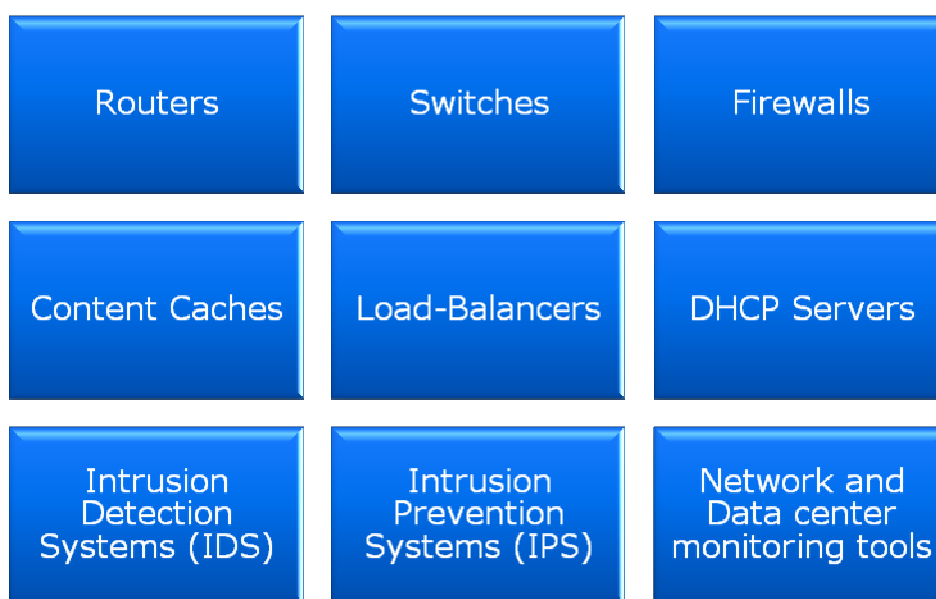 Routers
Switches
Firewalls
Content Caches
Load-Balancers
DHCP Servers
Intrusion
Detection
Systems (IDS)
Intrusion
Prevention
Systems (IPS)
Network and
Data center
monitoring tools